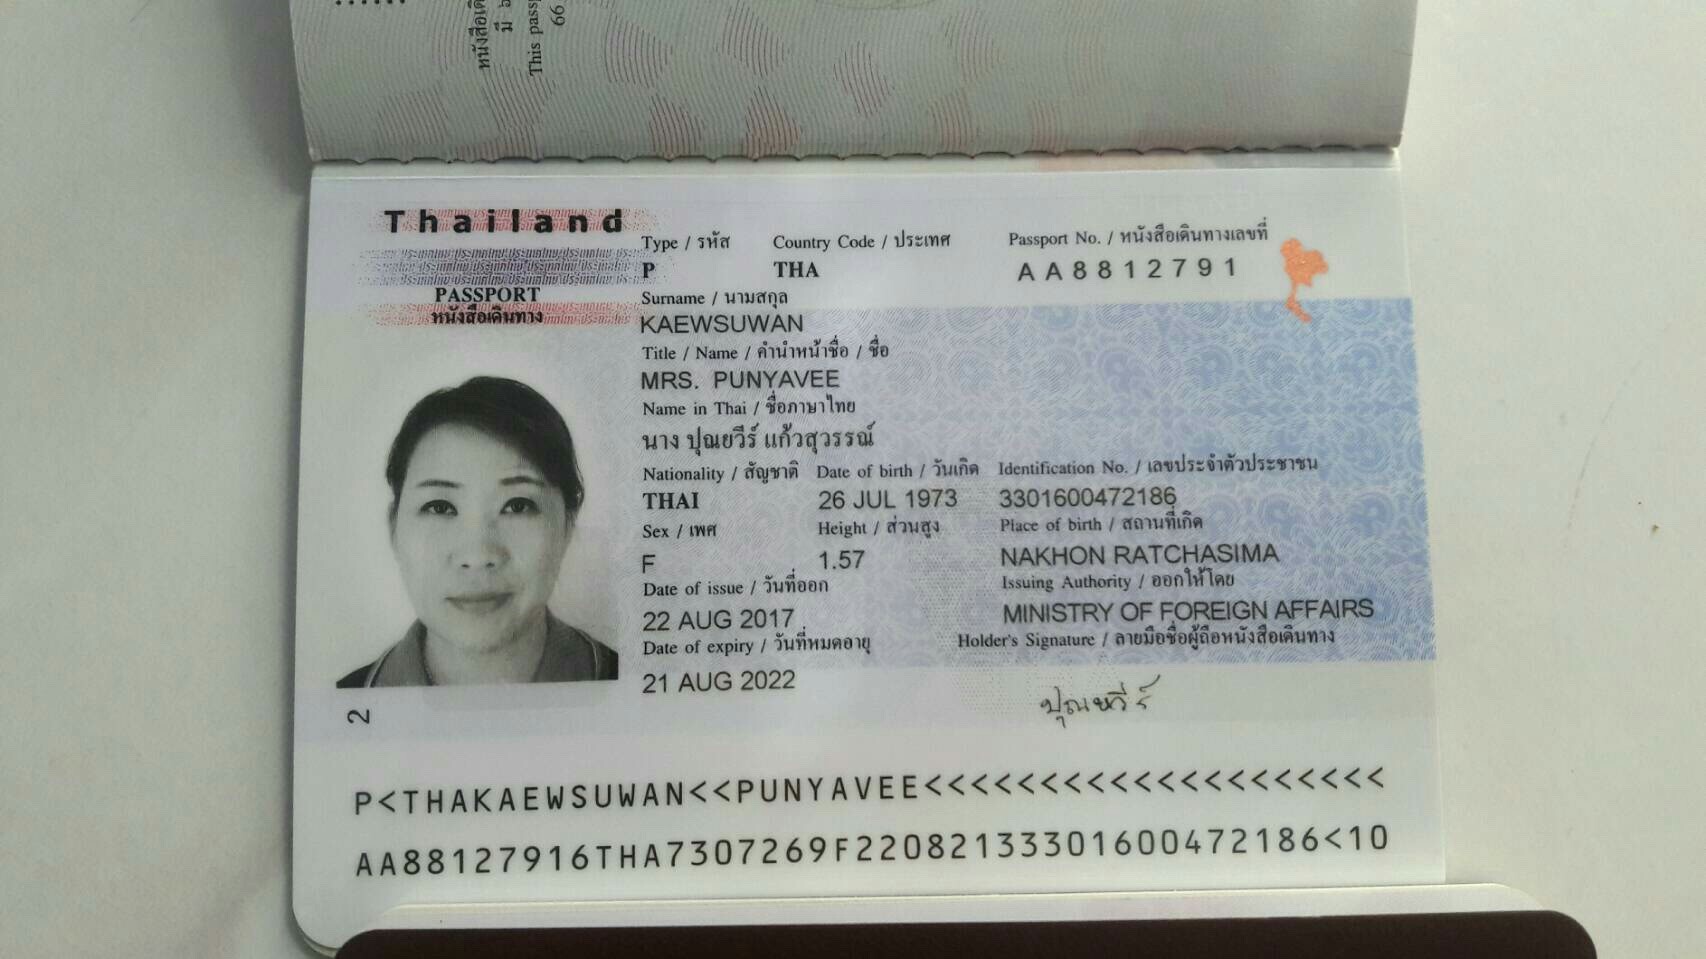 หนังสือเดิ
มี
This passp
66
Thailand
PASSPORT
หนังสือเดินทาง
Type / รหัส Country Code / ประเทศ Passport No. / หนังสือเดินทางเลขที่
P THA AA8812791
Surname / นามสกุล
KAEWSUWAN
Title / Name / คำนำหน้าชื่อ / ชื่อ
MRS. PUNYAVEE
Name in Thai / ชื่อภาษาไทย
นาง ปุณยวีร์ แก้วสุวรรณ์
Nationality / สัญชาติ Date of birth / วันเกิด Identification No. / เลขประจำตัวประชาชน
THAI 26 JUL 1973 3301600472186
Sex / เพศ Height / ส่วนสูง Place of birth / สถานที่เกิด
F 1.57 NAKHON RATCHASIMA
Date of issue / วันที่ออก Issuing Authority / ออกให้โดย
22 AUG 2017 MINISTRY OF FOREIGN AFFAIRS
Date of expiry / วันที่หมดอายุ Holder's Signature / ลายมือชื่อผู้ถือหนังสือเดินทาง
21 AUG 2022
ปุณยวีร์
2
P<THAKAEWSUWAN<<PUNYAVEE<<<<<<<<<<<<<<<<<<<<
AA88127916THA7307269F22082133301600472186<10